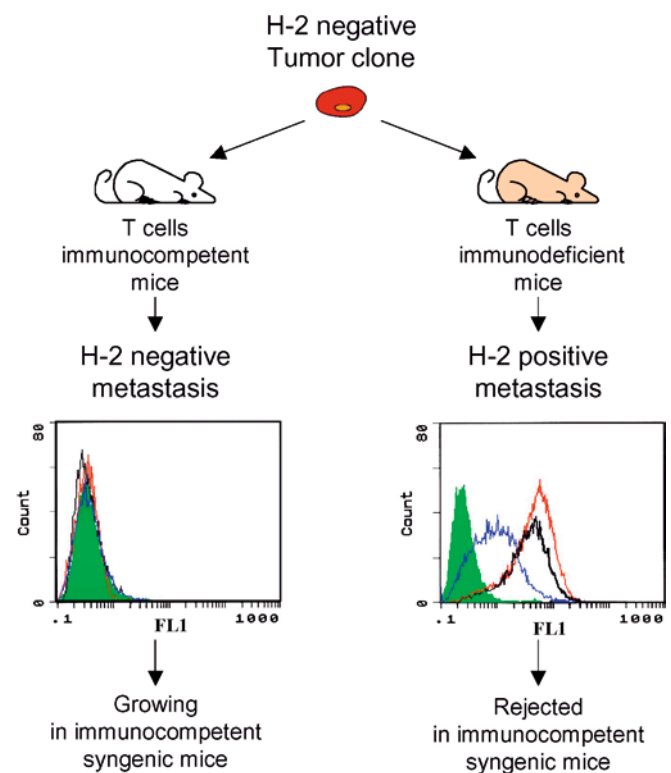 H-2 negative
Tumor clone
T cells
immunocompetent
mice
T cells
immunodeficient
mice
H-2 negative
metastasis
H-2 positive
metastasis
80
Count
0
.1
1000
FL1
80
Count
0
.1
1000
FL1
Growing
in immunocompetent
syngenic mice
Rejected
in immunocompetent
syngenic mice